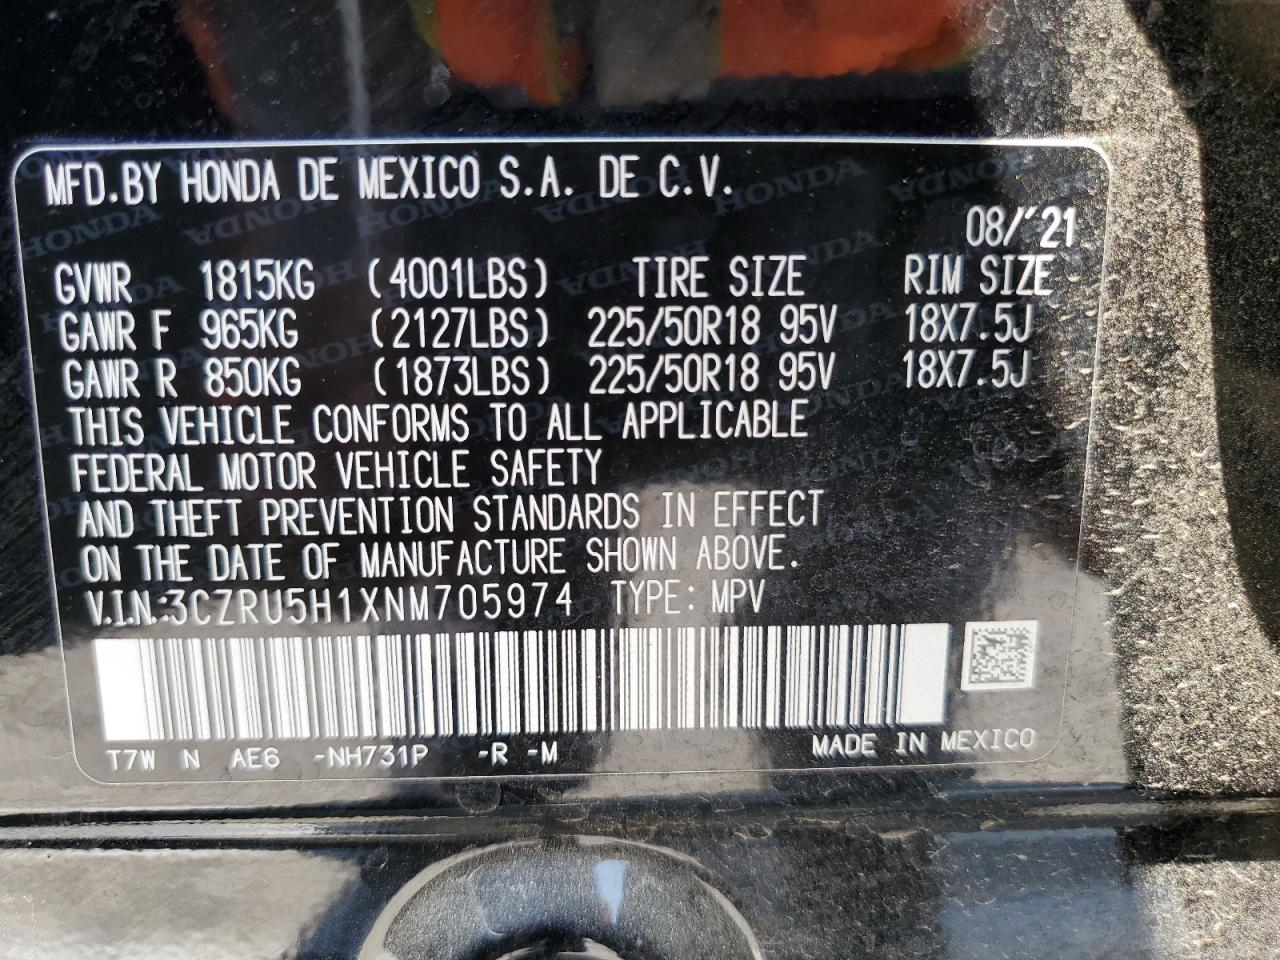 MFD.BY HONDA DE MEXICO S.A. DE C.V.
08/'21
GVWR 1815KG (4001LBS) TIRE SIZE RIM SIZE
GAWR F 965KG (2127LBS) 225/50R18 95V 18X7.5J
GAWR R 850KG (1873LBS) 225/50R18 95V 18X7.5J
THIS VEHICLE CONFORMS TO ALL APPLICABLE
FEDERAL MOTOR VEHICLE SAFETY
AND THEFT PREVENTION STANDARDS IN EFFECT
ON THE DATE OF MANUFACTURE SHOWN ABOVE.
V.I.N.:3CZRU5H1XNM705974 TYPE: MPV
T7W N AE6 -NH731P -R -M MADE IN MEXICO